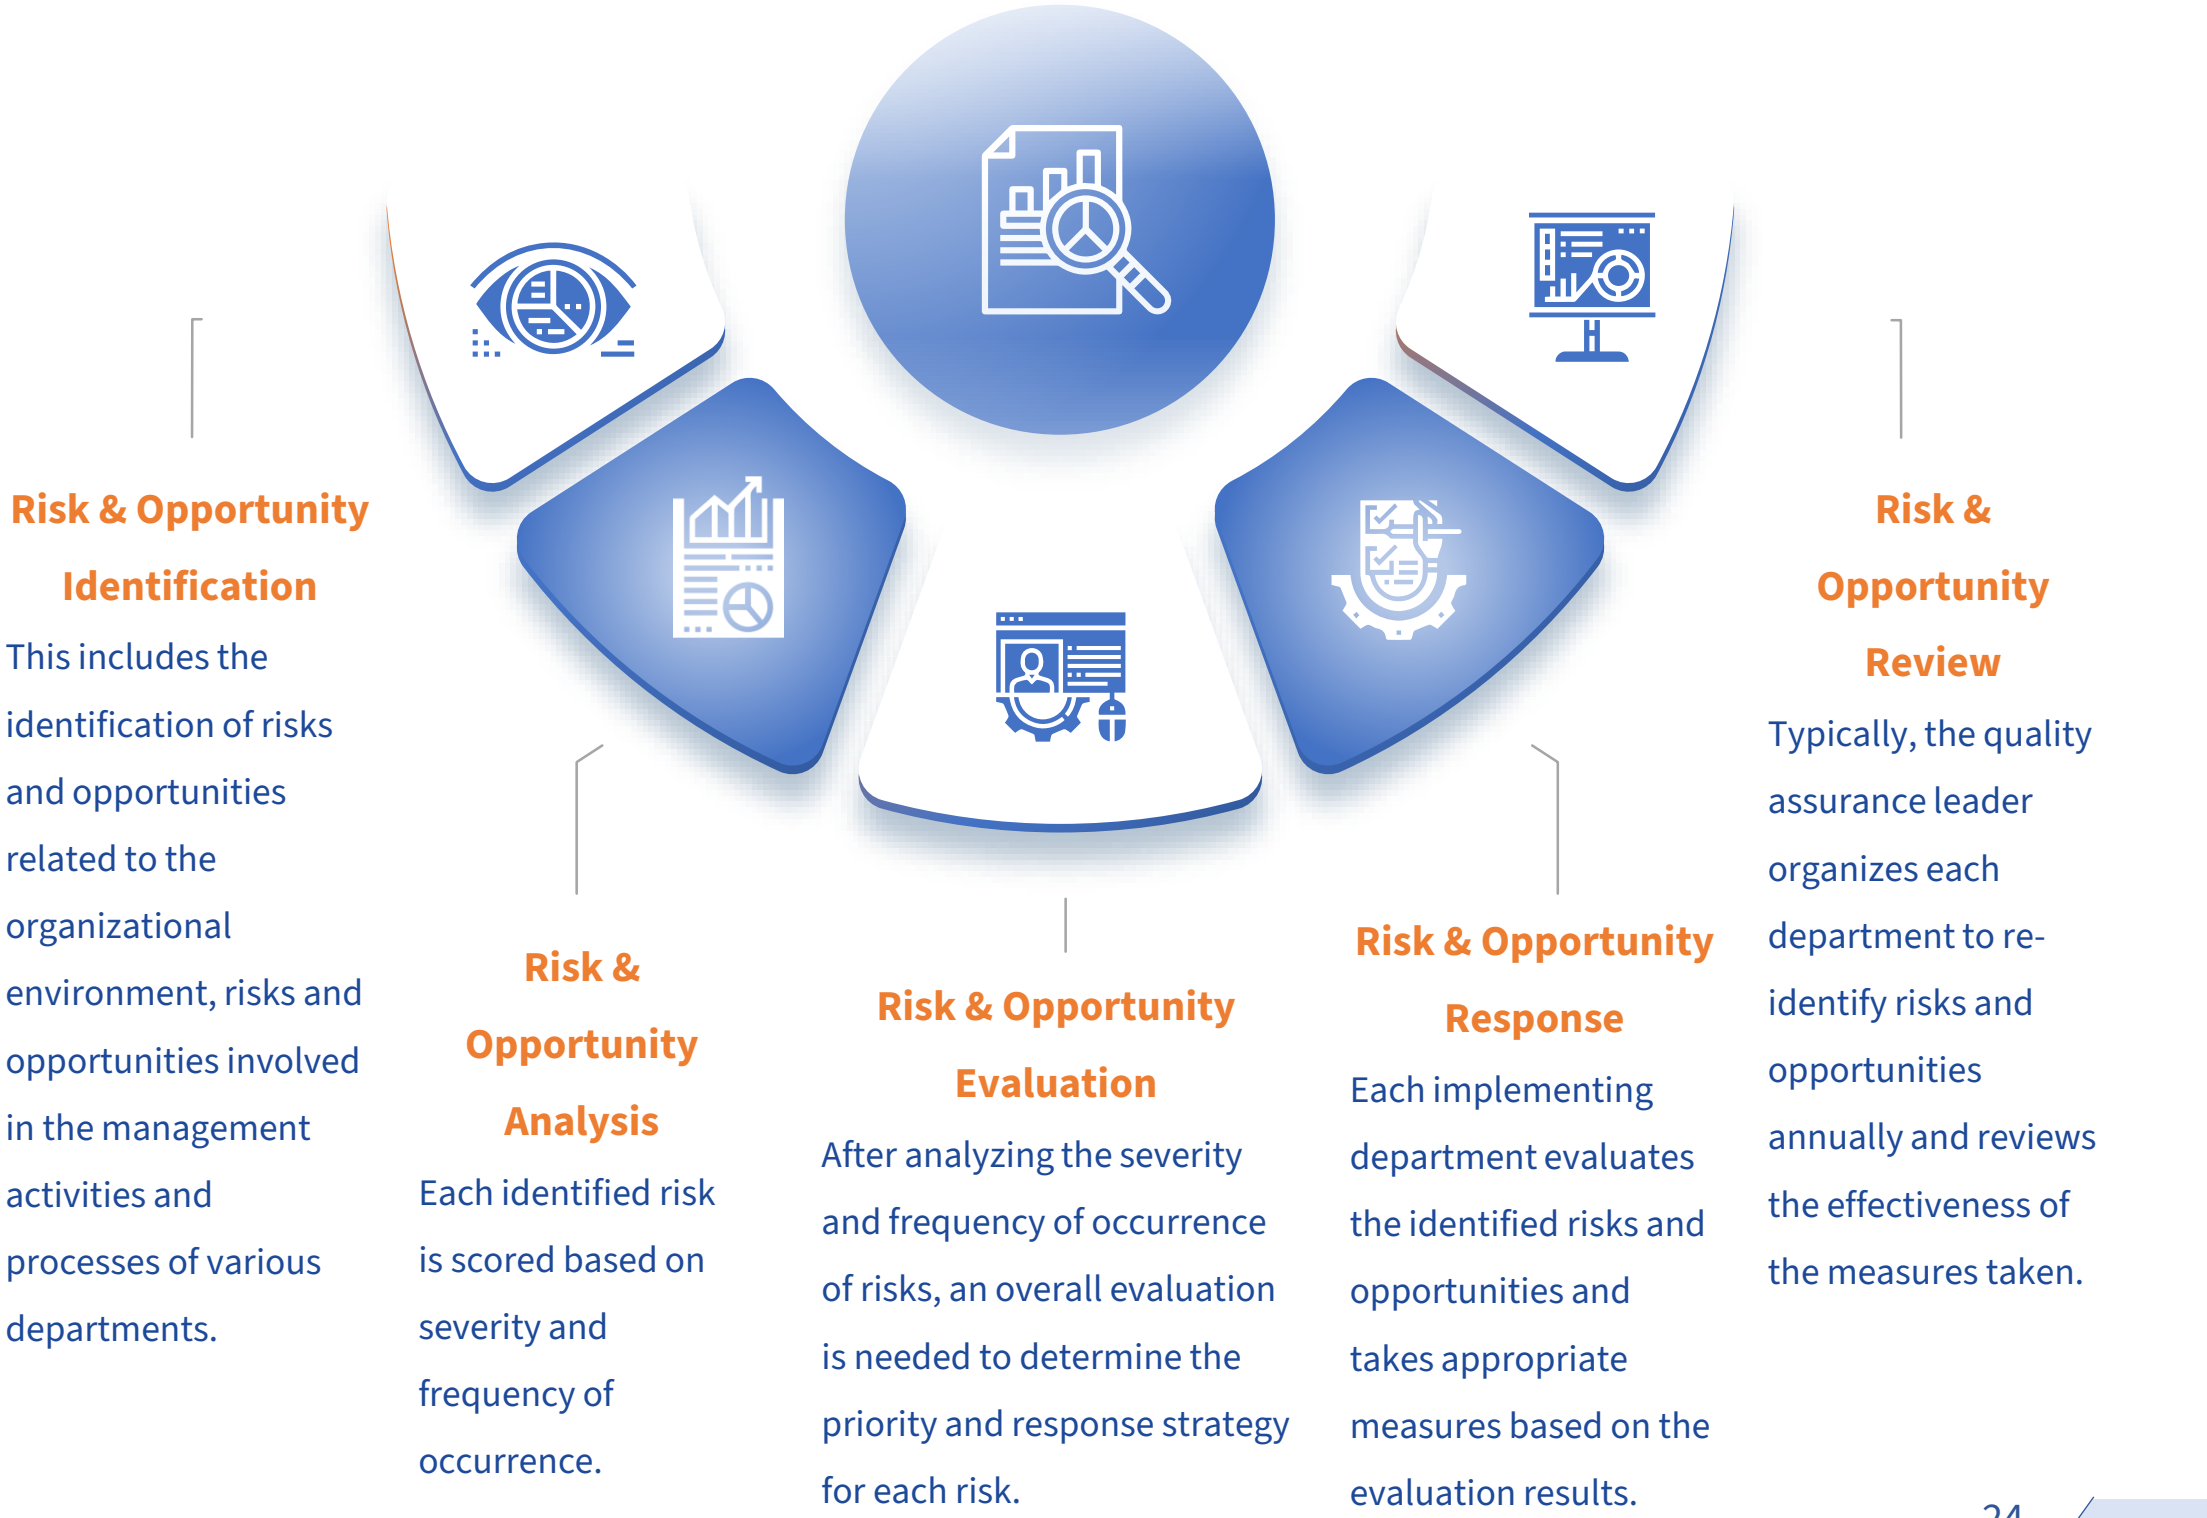 Risk & Opportunity
Identification
This includes the
identification of risks
and opportunities
related to the
organizational
environment, risks and
opportunities involved
in the management
activities and
processes of various
departments.
Risk &
Opportunity
Analysis
Each identified risk
is scored based on
severity and
frequency of
occurrence.
Risk & Opportunity
Evaluation
After analyzing the severity
and frequency of occurrence
of risks, an overall evaluation
is needed to determine the
priority and response strategy
for each risk.
Risk & Opportunity
Response
Each implementing
department evaluates
the identified risks and
opportunities and
takes appropriate
measures based on the
evaluation results.
Risk &
Opportunity
Review
Typically, the quality
assurance leader
organizes each
department to re-
identify risks and
opportunities
annually and reviews
the effectiveness of
the measures taken.
24